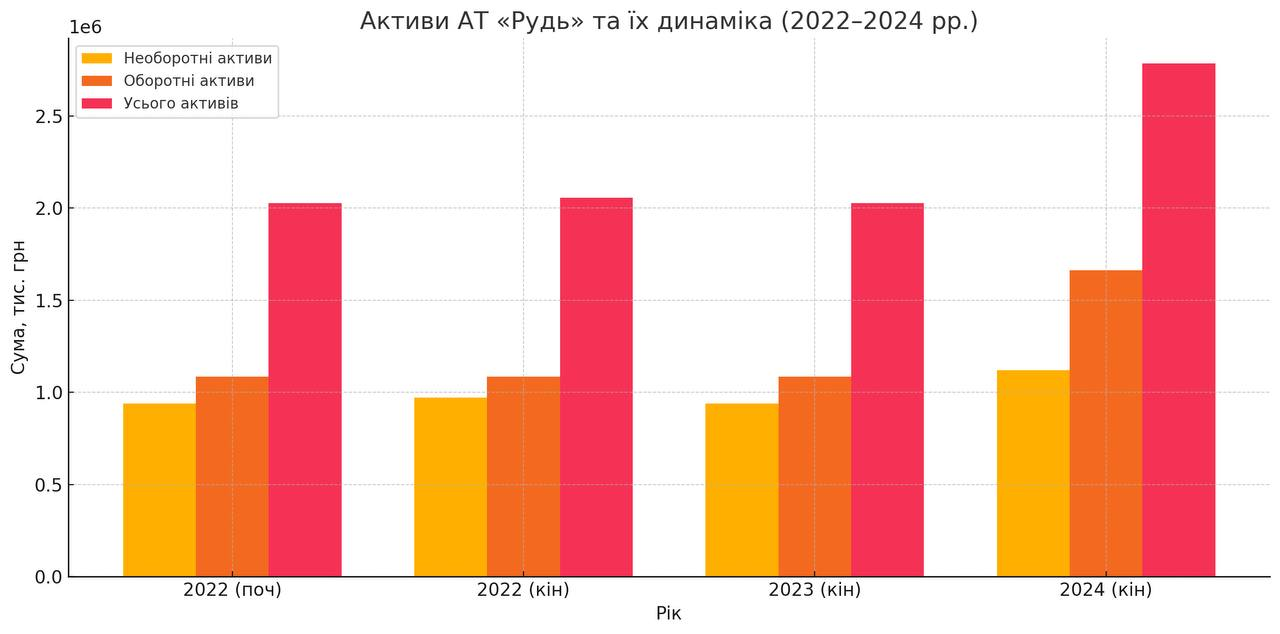 Активи АТ «Рудь» та їх динаміка (2022–2024 рр.)
1e6
Необоротні активи
Оборотні активи
Усього активів
2.5
2.0
1.5
1.0
0.5
0.0
Сума, тис. грн
2022 (поч)
2022 (кін)
2023 (кін)
2024 (кін)
Рік